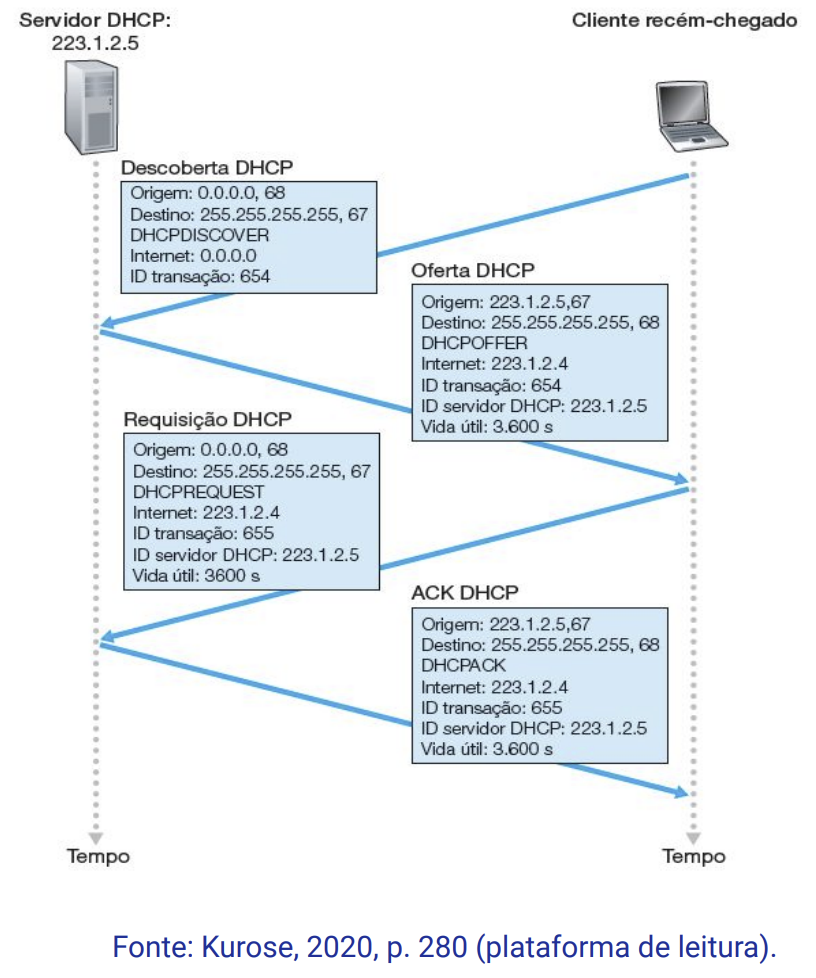 Servidor DHCP:
223.1.2.5
Cliente recém-chegado
Descoberta DHCP
Origem: 0.0.0.0, 68
Destino: 255.255.255.255, 67
DHCPDISCOVER
Internet: 0.0.0.0
ID transação: 654
Oferta DHCP
Origem: 223.1.2.5,67
Destino: 255.255.255.255, 68
DHCPOFFER
Internet: 223.1.2.4
ID transação: 654
ID servidor DHCP: 223.1.2.5
Vida útil: 3.600 s
Requisição DHCP
Origem: 0.0.0.0, 68
Destino: 255.255.255.255, 67
DHCPREQUEST
Internet: 223.1.2.4
ID transação: 655
ID servidor DHCP: 223.1.2.5
Vida útil: 3600 s
ACK DHCP
Origem: 223.1.2.5,67
Destino: 255.255.255.255, 68
DHCPACK
Internet: 223.1.2.4
ID transação: 655
ID servidor DHCP: 223.1.2.5
Vida útil: 3.600 s
Tempo
Tempo
Fonte: Kurose, 2020, p. 280 (plataforma de leitura).